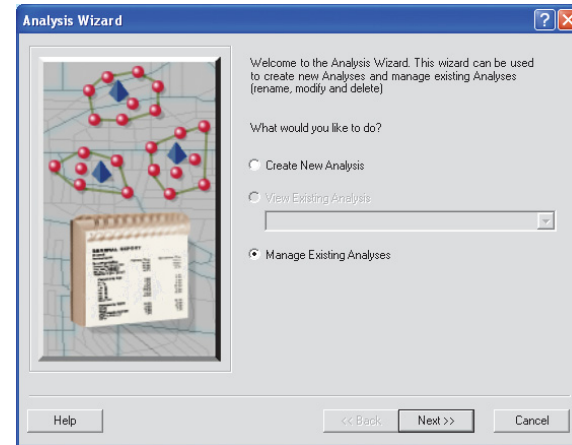 Analysis Wizard
Welcome to the Analysis Wizard. This wizard can be used
to create new Analyses and manage existing Analyses
(rename, modify and delete)
What would you like to do?
Create New Analysis
View Existing Analysis
Manage Existing Analyses
Help
<< Back
Next >>
Cancel